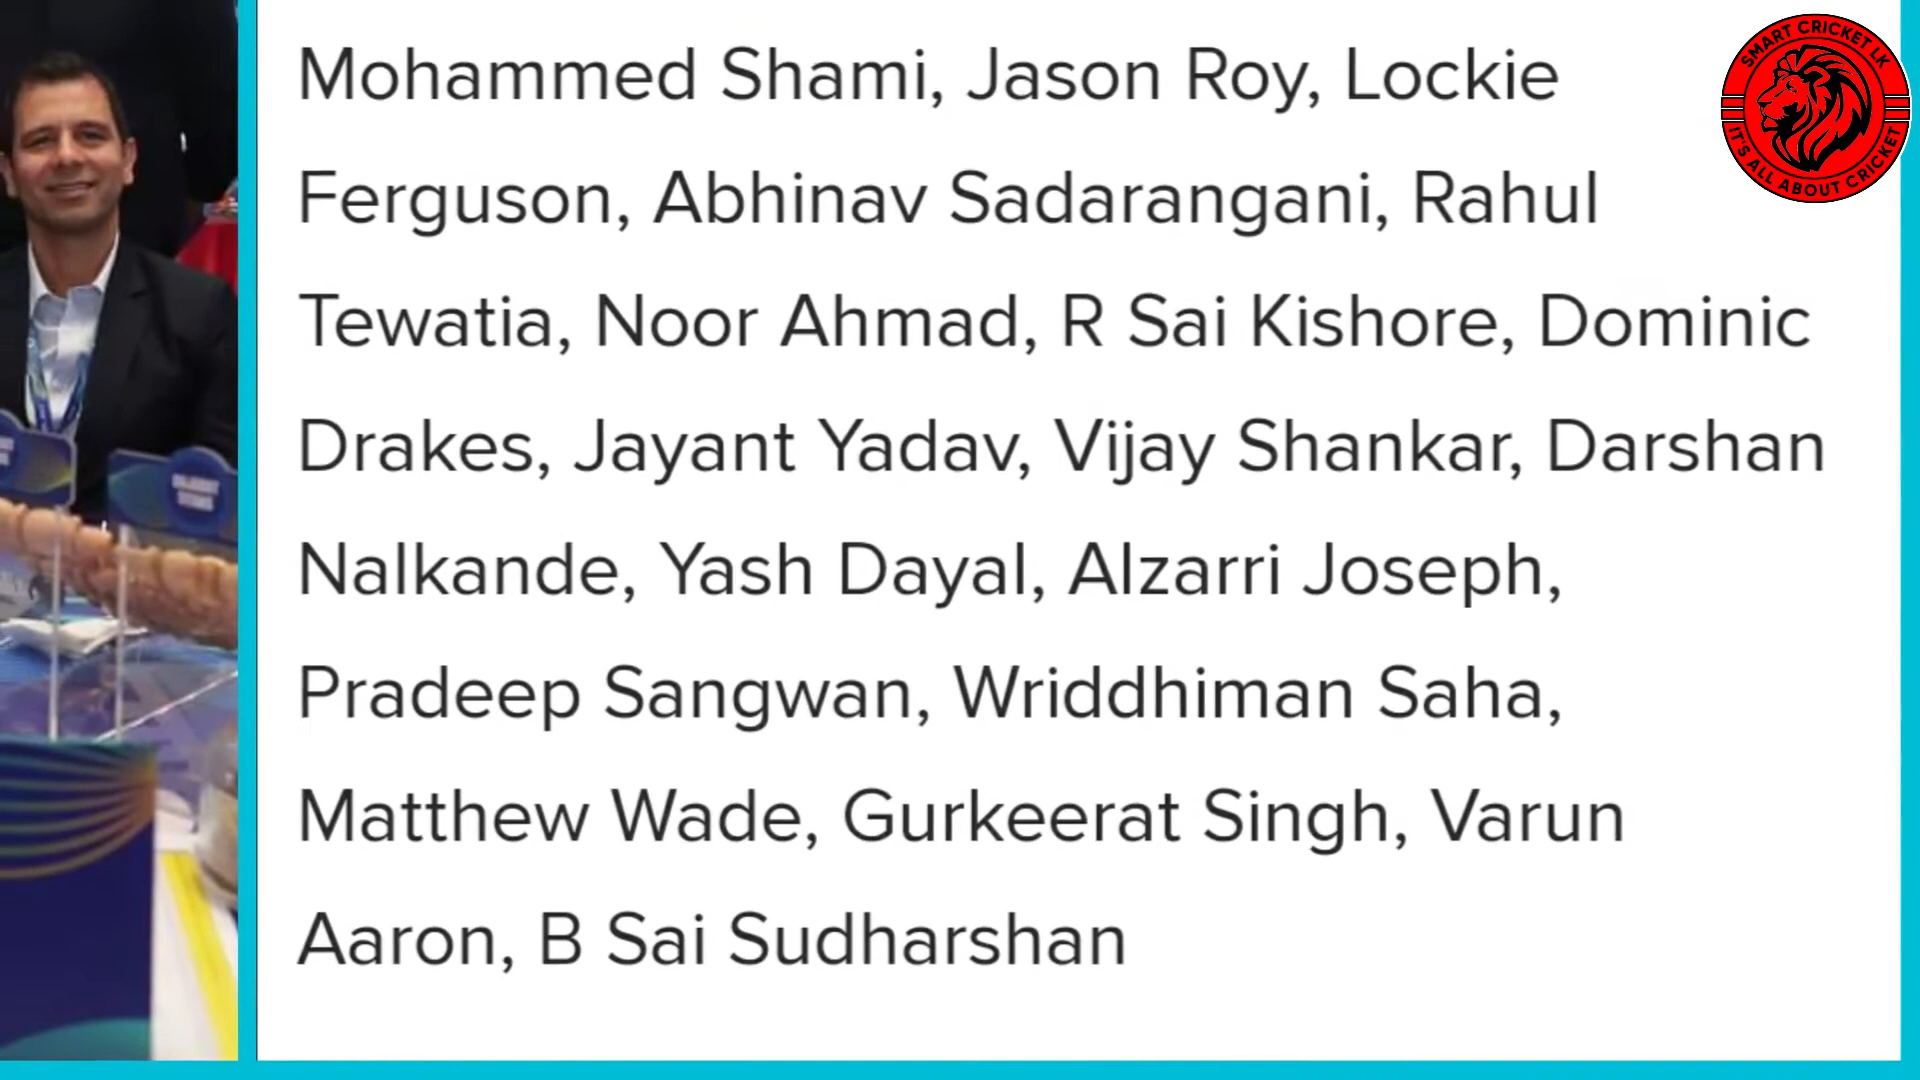 Mohammed Shami, Jason Roy, Lockie
Ferguson, Abhinav Sadarangani, Rahul
Tewatia, Noor Ahmad, R Sai Kishore, Dominic
Drakes, Jayant Yadav, Vijay Shankar, Darshan
Nalkande, Yash Dayal, Alzarri Joseph,
Pradeep Sangwan, Wriddhiman Saha,
Matthew Wade, Gurkeerat Singh, Varun
Aaron, B Sai Sudharshan
SMART CRICKET LK
IT'S ALL ABOUT CRICKET